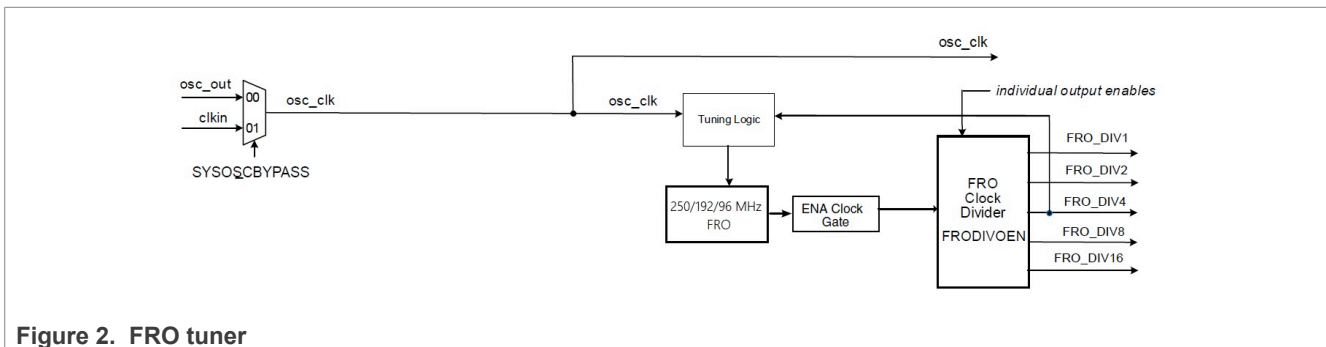 osc_clk
osc_out
00
osc_clk
osc_clk
clkin
01
SYSOSCBYPASS
Tuning Logic
individual output enables
250/192/96 MHz
FRO
ENA Clock
Gate
FRO
Clock
Divider
FRODIVOEN
FRO_DIV1
FRO_DIV2
FRO_DIV4
FRO_DIV8
FRO_DIV16
Figure 2. FRO tuner